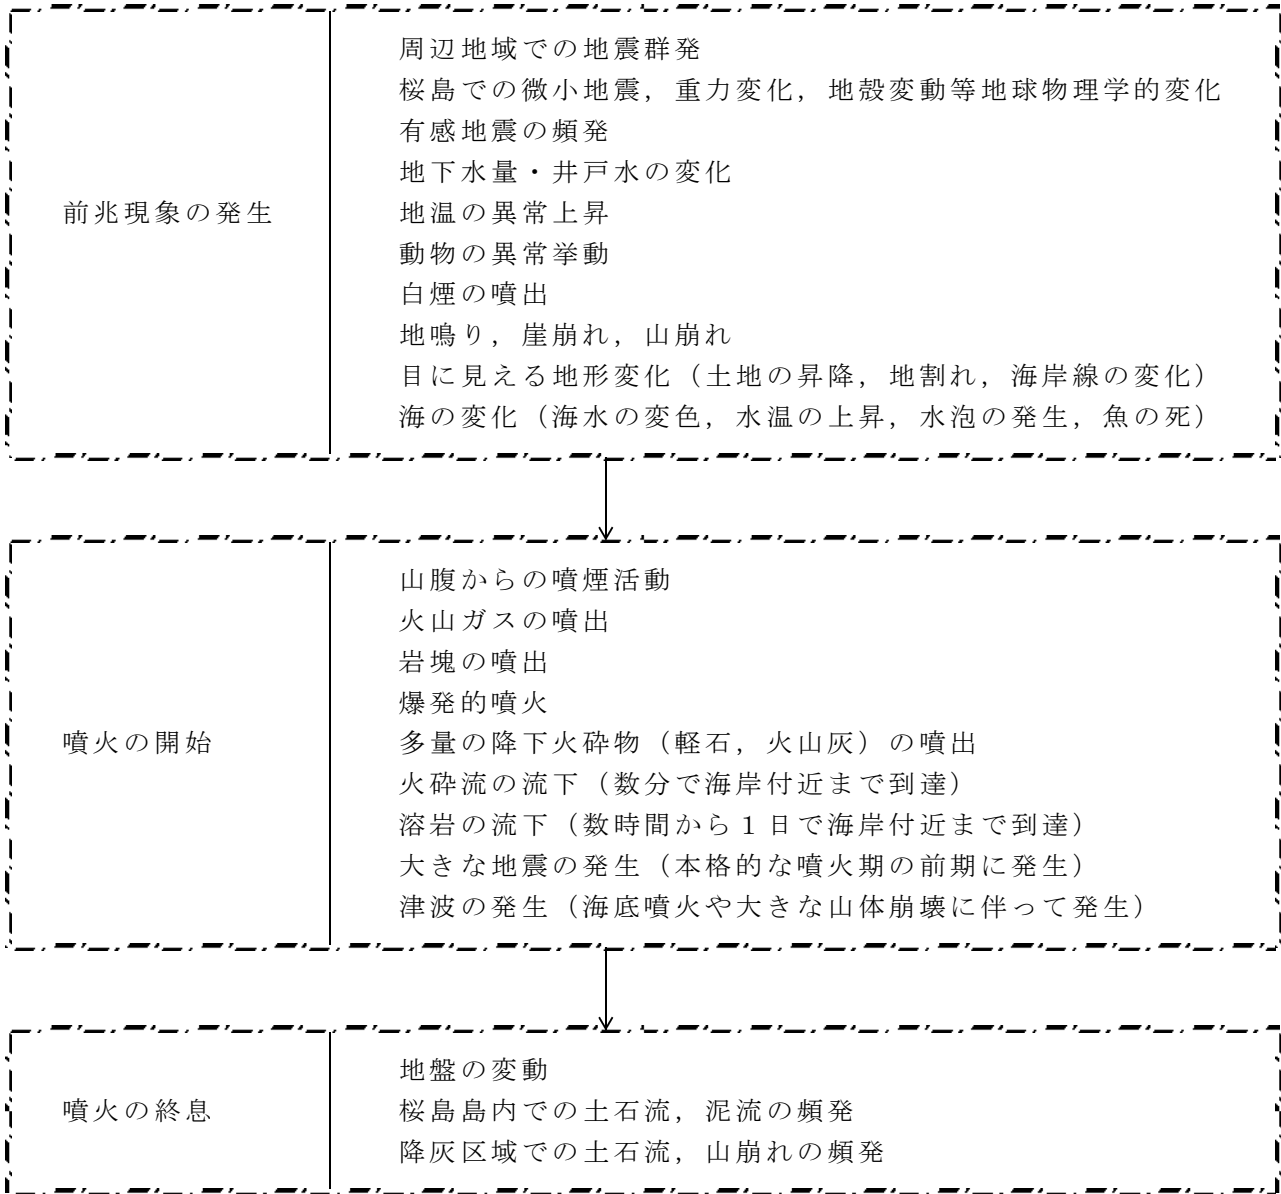 前兆現象の発生
周辺地域での地震群発
桜島での微小地震，重力変化，地殻変動等地球物理学的変化
有感地震の頻発
地下水量・井戸水の変化
地温の異常上昇
動物の異常挙動
白煙の噴出
地鳴り，崖崩れ，山崩れ
目に見える地形変化（土地の昇降，地割れ，海岸線の変化）
海の変化（海水の変色，水温の上昇，水泡の発生，魚の死）
噴火の開始
山腹からの噴煙活動
火山ガスの噴出
岩塊の噴出
爆発的噴火
多量の降下火砕物（軽石，火山灰）の噴出
火砕流の流下（数分で海岸付近まで到達）
溶岩の流下（数時間から１日で海岸付近まで到達）
大きな地震の発生（本格的な噴火期の前期に発生）
津波の発生（海底噴火や大きな山体崩壊に伴って発生）
噴火の終息
地盤の変動
桜島島内での土石流，泥流の頻発
降灰区域での土石流，山崩れの頻発